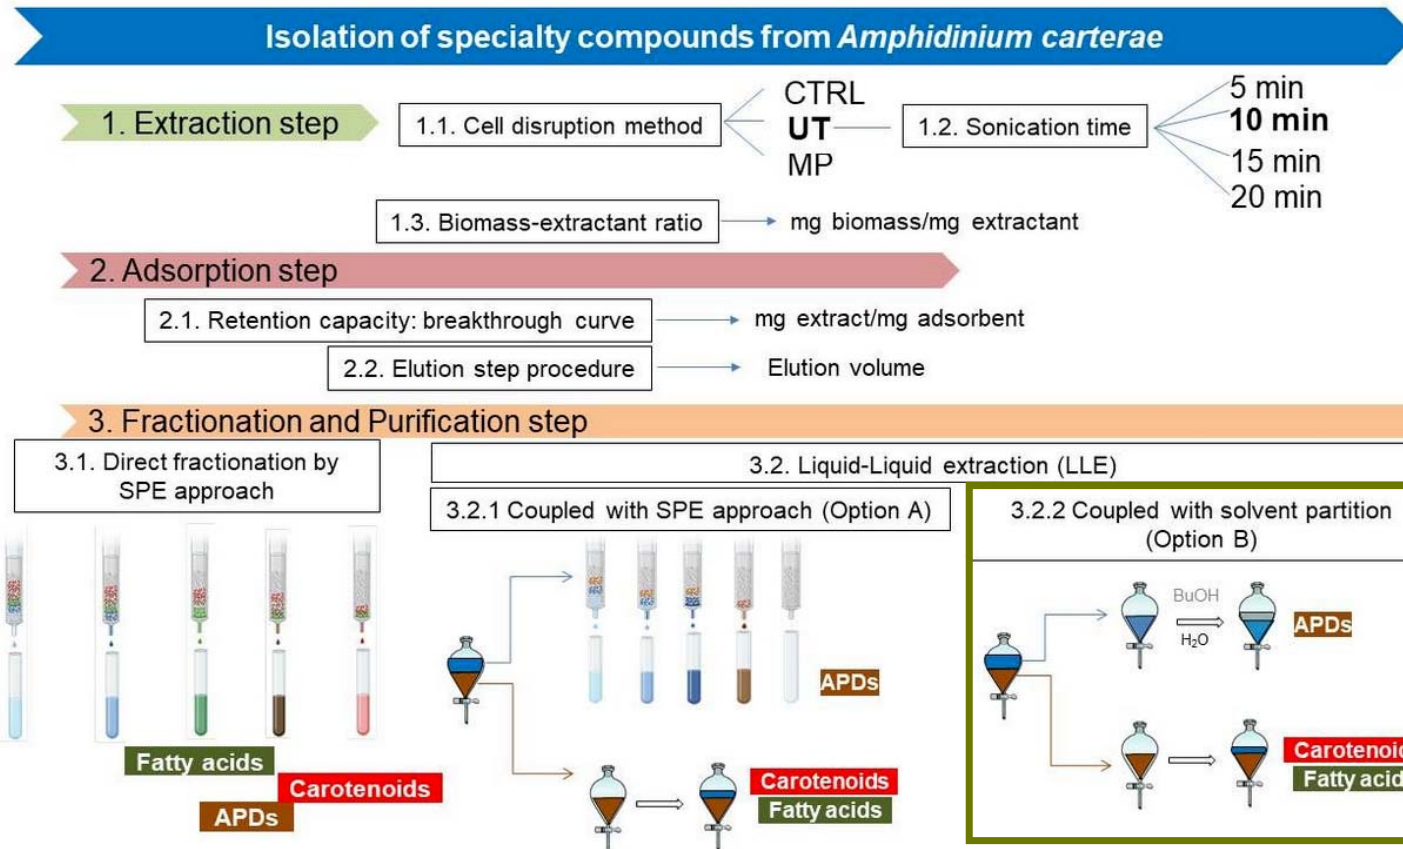 Isolation of specialty compounds from Amphidinium carterae
1. Extraction step
1.1. Cell disruption method
CTRL
UT
MP
1.2. Sonication time
5 min
10 min
15 min
20 min
1.3. Biomass-extractant ratio
mg biomass/mg extractant
2. Adsorption step
2.1. Retention capacity: breakthrough curve
mg extract/mg adsorbent
2.2. Elution step procedure
Elution volume
3. Fractionation and Purification step
3.1. Direct fractionation by
SPE approach
Fatty acids
Carotenoids
APDs
3.2. Liquid-Liquid extraction (LLE)
3.2.1 Coupled with SPE approach (Option A)
APDs
Carotenoids
Fatty acids
3.2.2 Coupled with solvent partition
(Option B)
BuOH
H2O
APDs
Carotenoid
Fatty acid